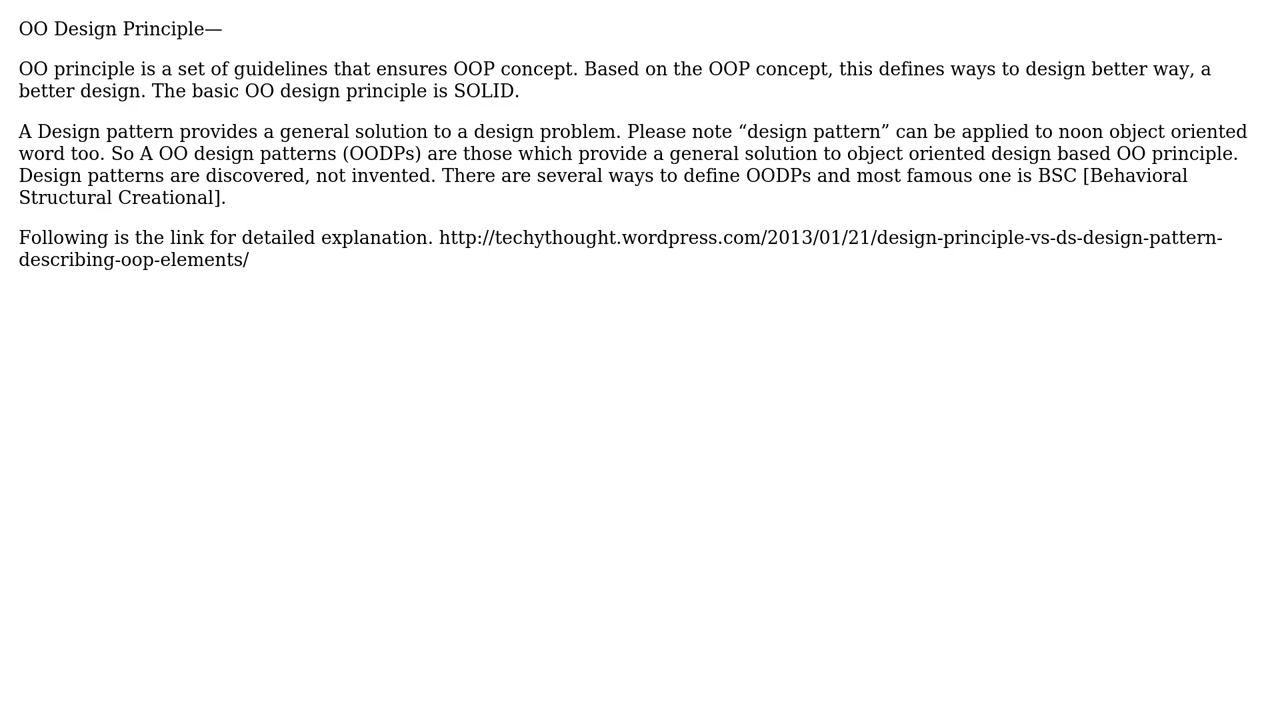 OO Design Principle—
OO principle is a set of guidelines that ensures OOP concept. Based on the OOP concept, this defines ways to design better way, a
better design. The basic OO design principle is SOLID.
A Design pattern provides a general solution to a design problem. Please note “design pattern” can be applied to noon object oriented
word too. So A OO design patterns (OODPs) are those which provide a general solution to object oriented design based OO principle.
Design patterns are discovered, not invented. There are several ways to define OODPs and most famous one is BSC [Behavioral
Structural Creational].
Following is the link for detailed explanation. http://techythought.wordpress.com/2013/01/21/design-principle-vs-ds-design-pattern-
describing-oop-elements/